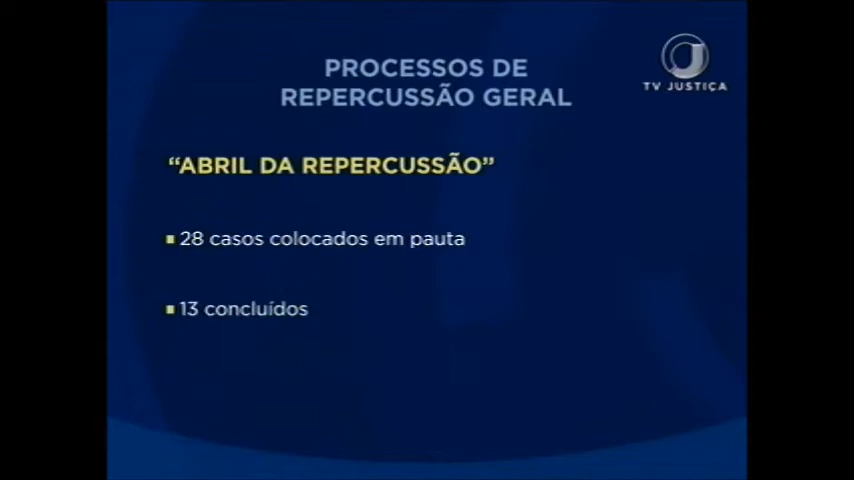 PROCESSOS DE
REPERCUSSÃO GERAL
TV JUSTIÇA
“ABRIL DA REPERCUSSÃO”
28 casos colocados em pauta
13 concluídos